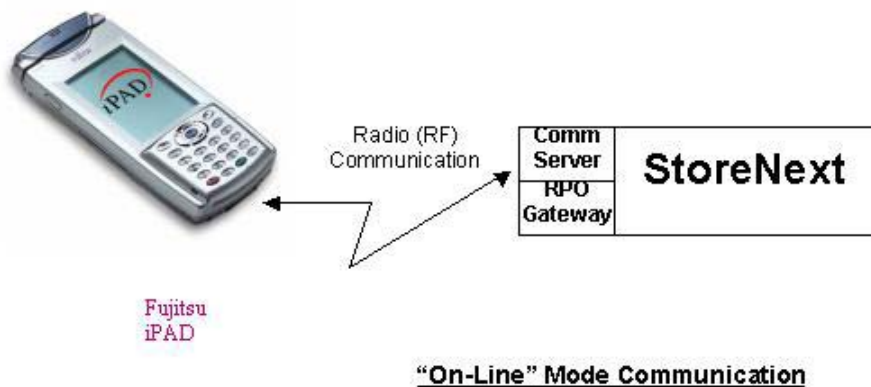 iPAD
Radio (RF)
Communication
Comm
Server
RPO
Gateway
StoreNext
Fujitsu
iPAD
“On-Line” Mode Communication